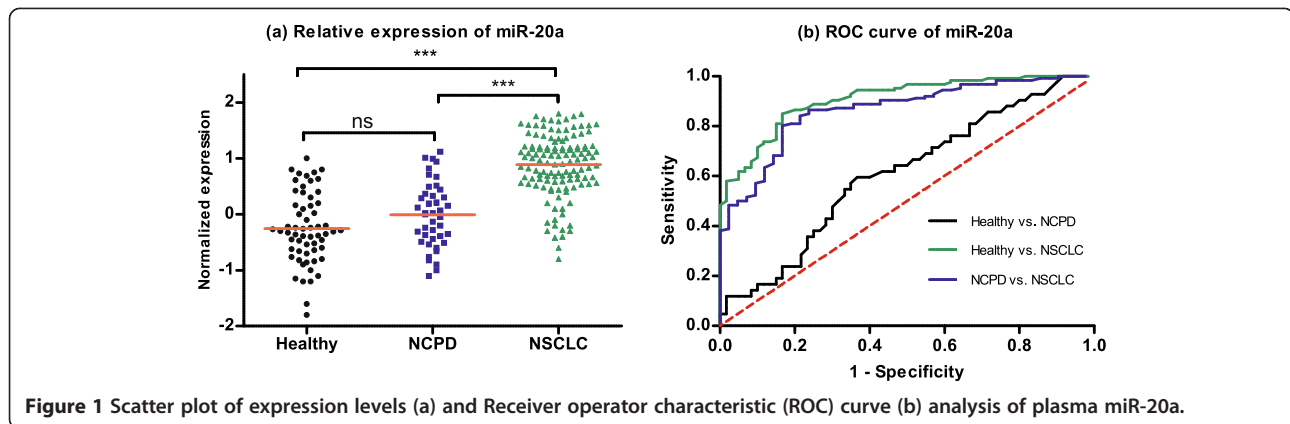 (a) Relative expression of miR-20a
***
***
ns
Normalized expression
2
1
0
-1
-2
Healthy NCPD NSCLC
(b) ROC curve of miR-20a
Sensitivity
1.0
0.8
0.6
0.4
0.2
0.0
Healthy vs. NCPD
Healthy vs. NSCLC
NCPD vs. NSCLC
0.0 0.2 0.4 0.6 0.8 1.0
1 - Specificity
Figure 1 Scatter plot of expression levels (a) and Receiver operator characteristic (ROC) curve (b) analysis of plasma miR-20a.